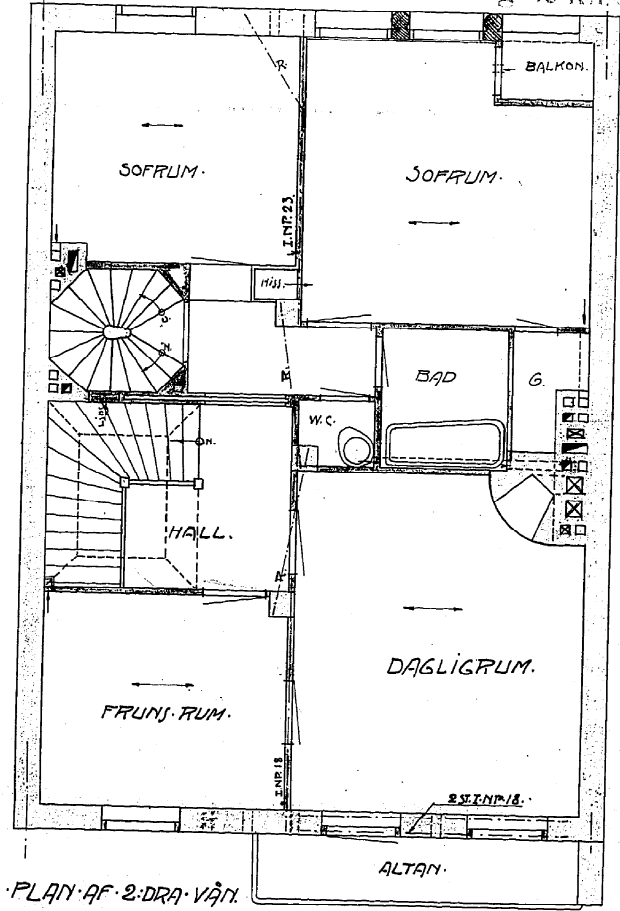 R.
BALKON.
SOFRUM.
SOFRUM.
I.NP.23.
HISS.
N.
R.
BAD
G.
W.C.
N.
HALL.
DAGLIGRUM.
FRUNS·RUM·
I.NP.18
2 ST. I·NP·18.
ALTAN·
·PLAN·AF·2:DRA·VÅN.